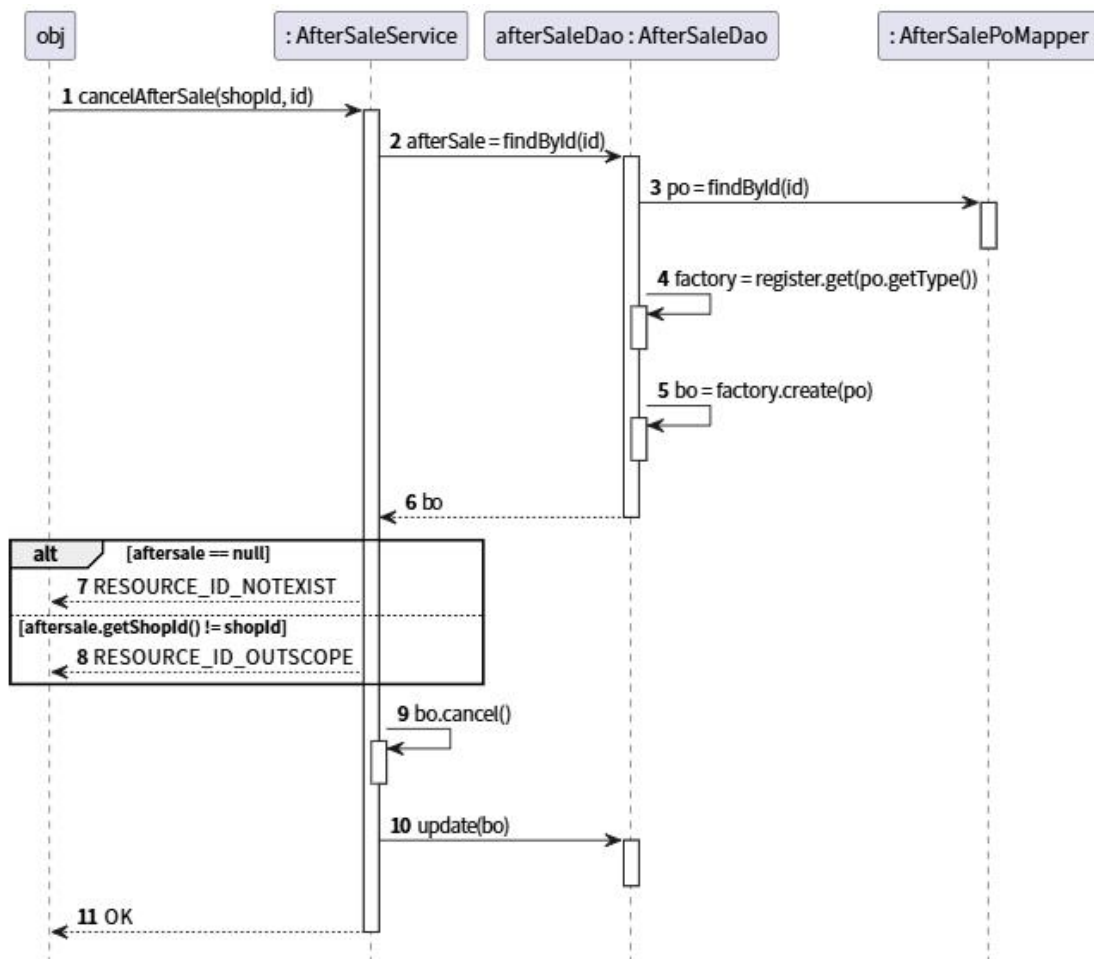 obj
: AfterSaleService
afterSaleDao : AfterSaleDao
: AfterSalePoMapper
1 cancelAfterSale(shopId, id)
2 afterSale = findById(id)
3 po = findById(id)
4 factory = register.get(po.getType())
5 bo = factory.create(po)
6 bo
alt [aftersale == null]
7 RESOURCE_ID_NOTEXIST
[aftersale.getShopId() != shopId]
8 RESOURCE_ID_OUTSCOPE
9 bo.cancel()
10 update(bo)
11 OK